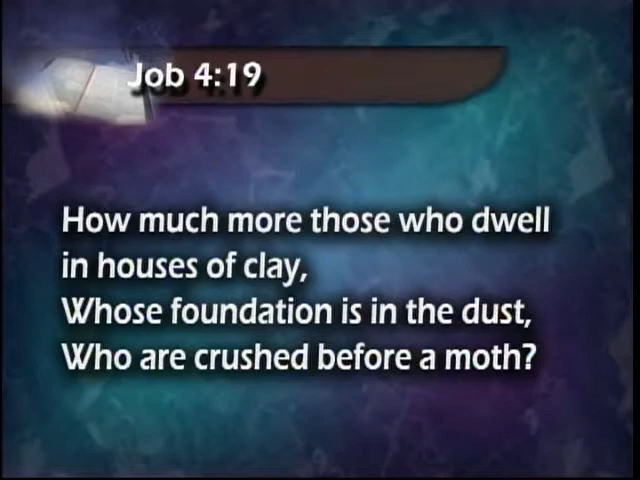 Job 4:19
How much more those who dwell
in houses of clay,
Whose foundation is in the dust,
Who are crushed before a moth?